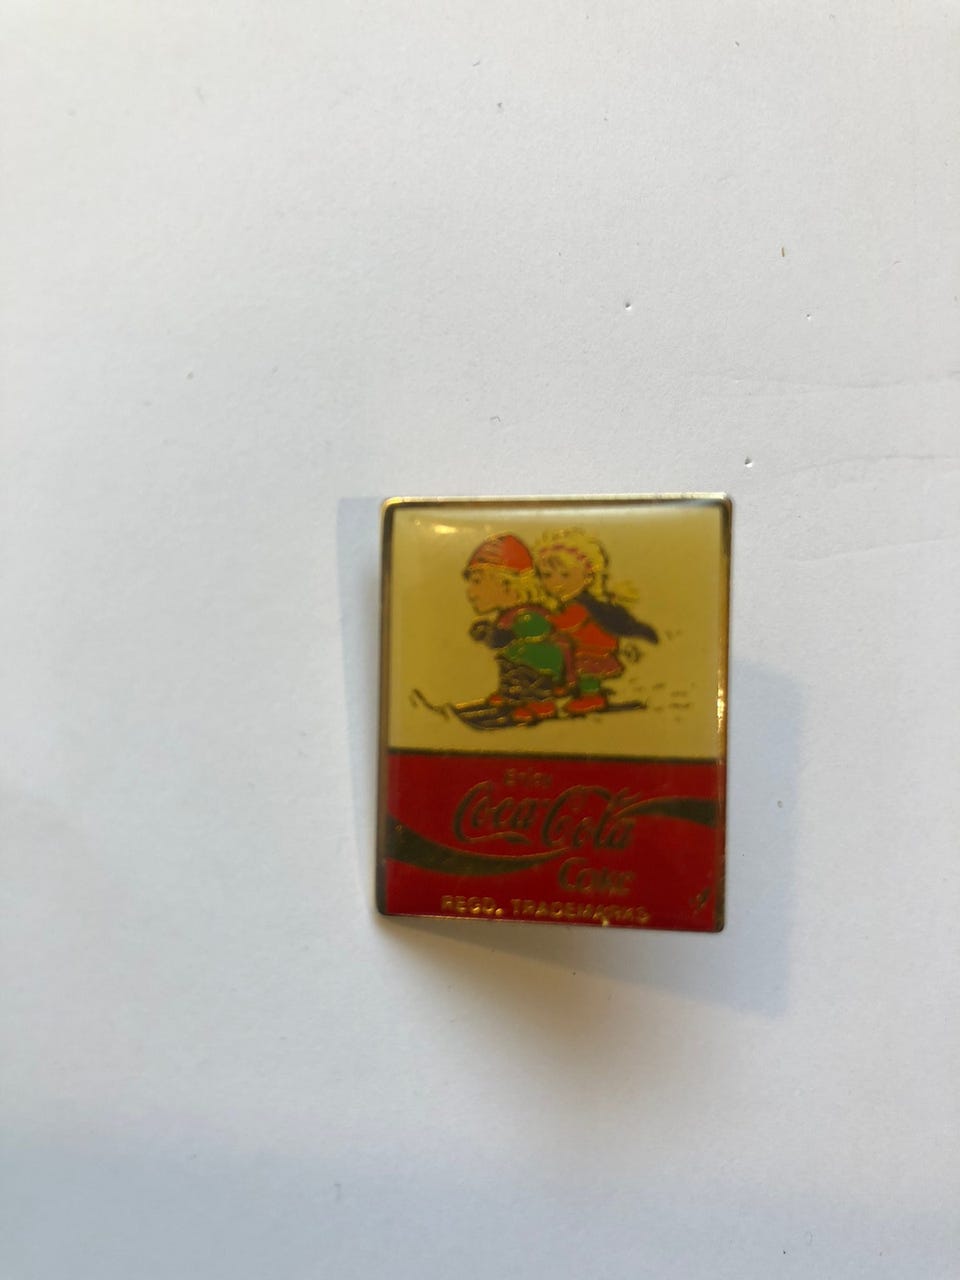 Enjoy
Coca-Cola
Coke
REGD. TRADEMARKS